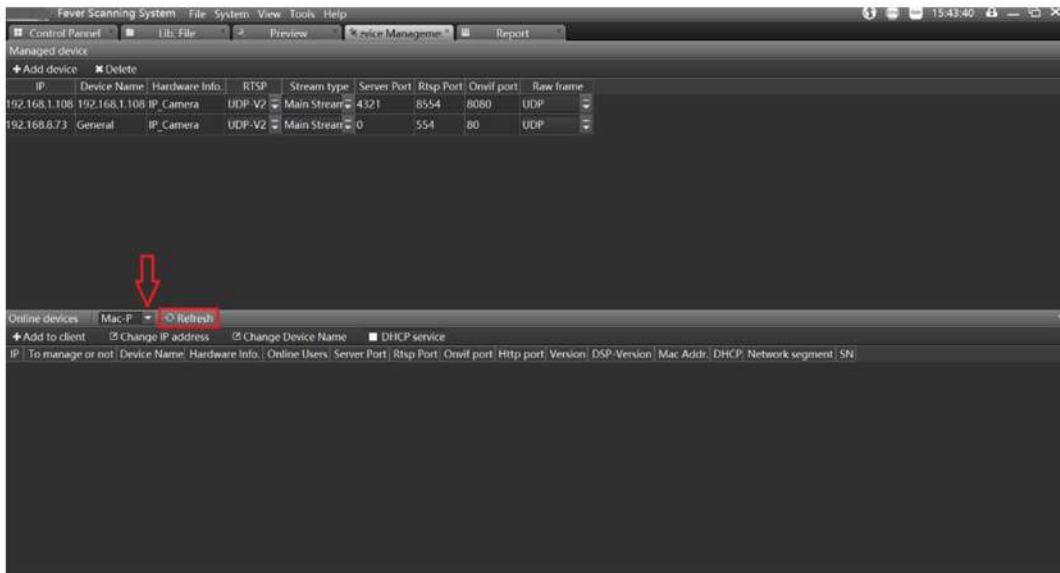 Fever Scanning System File System View Tools Help 15:43:40
Control Pannel Lib. File Preview evice Manageme Report
Managed device
Add device Delete
IP Device Name Hardware Info. RTSP Stream type Server Port Rtsp Port Onvif port Raw frame
192.168.1.108 192.168.1.108 IP_Camera UDP-V2 Main Stream 4321 8554 8080 UDP
192.168.8.73 General IP_Camera UDP-V2 Main Stream 0 554 80 UDP
Online devices Mac-P Refresh
+Add to client Change IP address Change Device Name DHCP service
IP To manage or not Device Name Hardware Info. Online Users Server Port Rtsp Port Onvif port Http port Version DSP-Version Mac Addr. DHCP Network segment SN